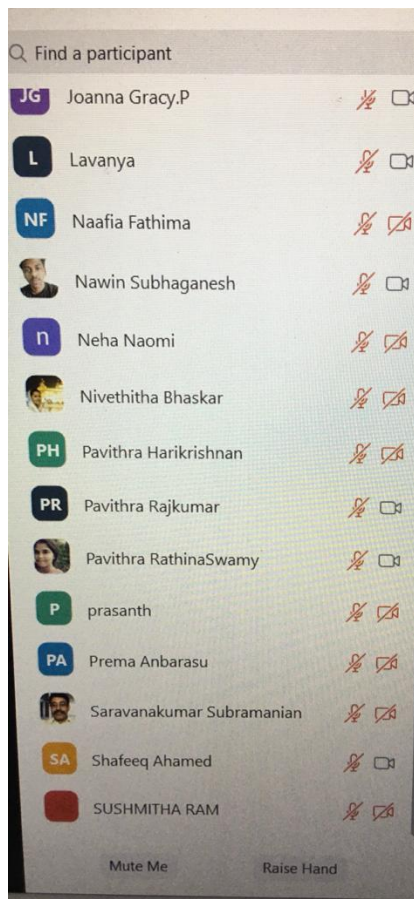 Find a participant
JG Joanna Gracy.P
L Lavanya
NF Naafia Fathima
Nawin Subhaganesh
n Neha Naomi
Nivethitha Bhaskar
PH Pavithra Harikrishnan
PR Pavithra Rajkumar
Pavithra RathinaSwamy
P prasanth
PA Prema Anbarasu
Saravanakumar Subramanian
SA Shafeeq Ahamed
SUSHMITHA RAM
Mute Me Raise Hand